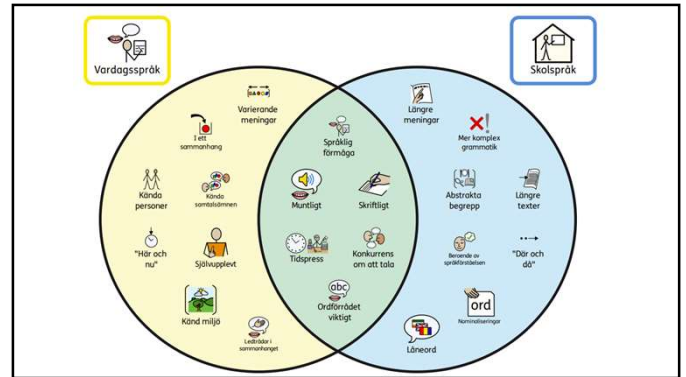 Vardagsspråk
Skolspråk
Varierande
meningar
I ett
sammanhang
Kända
personer
Kända
samtalsämnen
"Här och
nu"
Självupplevt
Känd miljö
Ledtrådar i
sammanhanget
Språklig
förmåga
Muntligt
Skriftligt
Tidspress
Konkurrens
om att tala
abc
Ordförrådet
viktigt
Längre
meningar
Mer komplex
grammatik
Abstrakta
begrepp
Längre
texter
Beroende av
språkförståelsen
"Där och
då"
ord
Nominaliseringar
Låneord